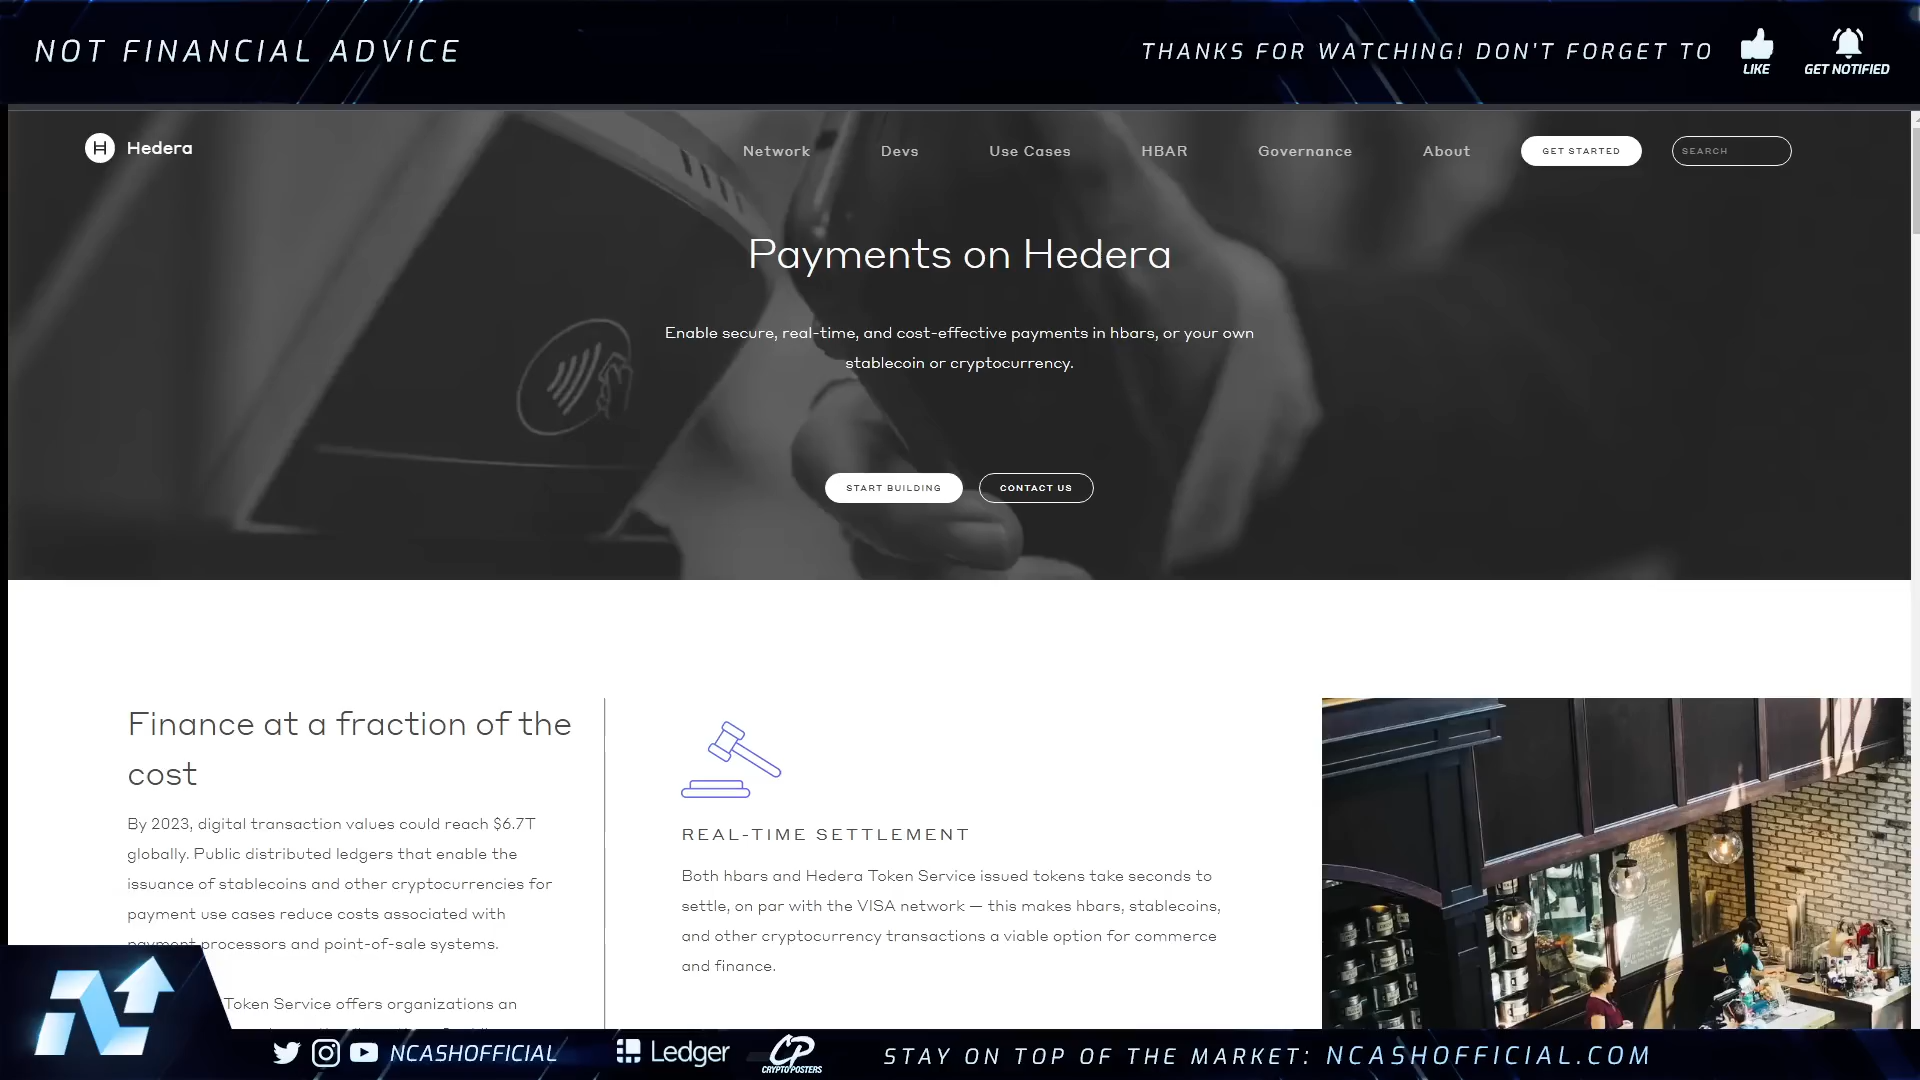 NOT FINANCIAL ADVICE
THANKS FOR WATCHING! DON'T FORGET TO
LIKE
GET NOTIFIED
H Hedera
Network
Devs
Use Cases
HBAR
Governance
About
GET STARTED
SEARCH
Payments on Hedera
Enable secure, real-time, and cost-effective payments in hbars, or your own
stablecoin or cryptocurrency.
START BUILDING
CONTACT US
Finance at a fraction of the
cost
By 2023, digital transaction values could reach $6.7T
globally. Public distributed ledgers that enable the
issuance of stablecoins and other cryptocurrencies for
payment use cases reduce costs associated with
payment processors and point-of-sale systems.
Token Service offers organizations an
REAL-TIME SETTLEMENT
Both hbars and Hedera Token Service issued tokens take seconds to
settle, on par with the VISA network — this makes hbars, stablecoins,
and other cryptocurrency transactions a viable option for commerce
and finance.
NCASHOFFICIAL
Ledger
CP
CRYPTOPOSTERS
STAY ON TOP OF THE MARKET: NCASHOFFICIAL.COM